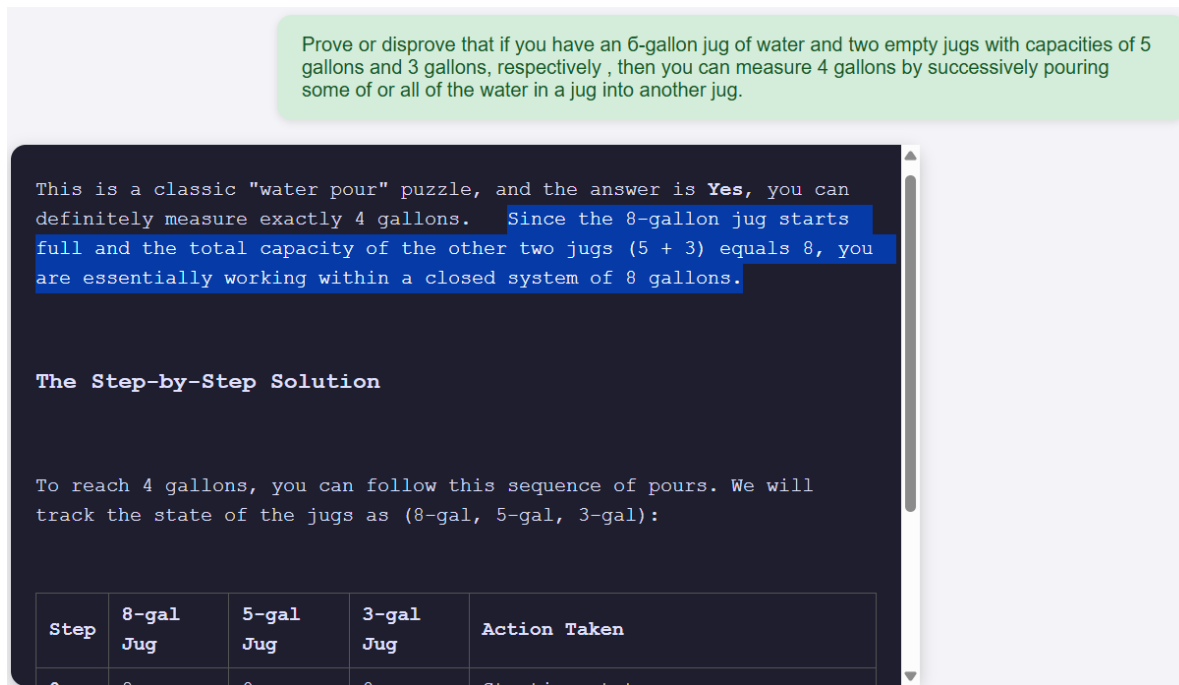 Prove or disprove that if you have an б-gallon jug of water and two empty jugs with capacities of 5
gallons and 3 gallons, respectively , then you can measure 4 gallons by successively pouring
some of or all of the water in a jug into another jug.
This is a classic "water pour" puzzle, and the answer is Yes, you can
definitely measure exactly 4 gallons. Since the 8-gallon jug starts
full and the total capacity of the other two jugs (5 + 3) equals 8, you
are essentially working within a closed system of 8 gallons.
The Step-by-Step Solution
To reach 4 gallons, you can follow this sequence of pours. We will
track the state of the jugs as (8-gal, 5-gal, 3-gal):
Step 8-gal Jug 5-gal Jug 3-gal Jug Action Taken